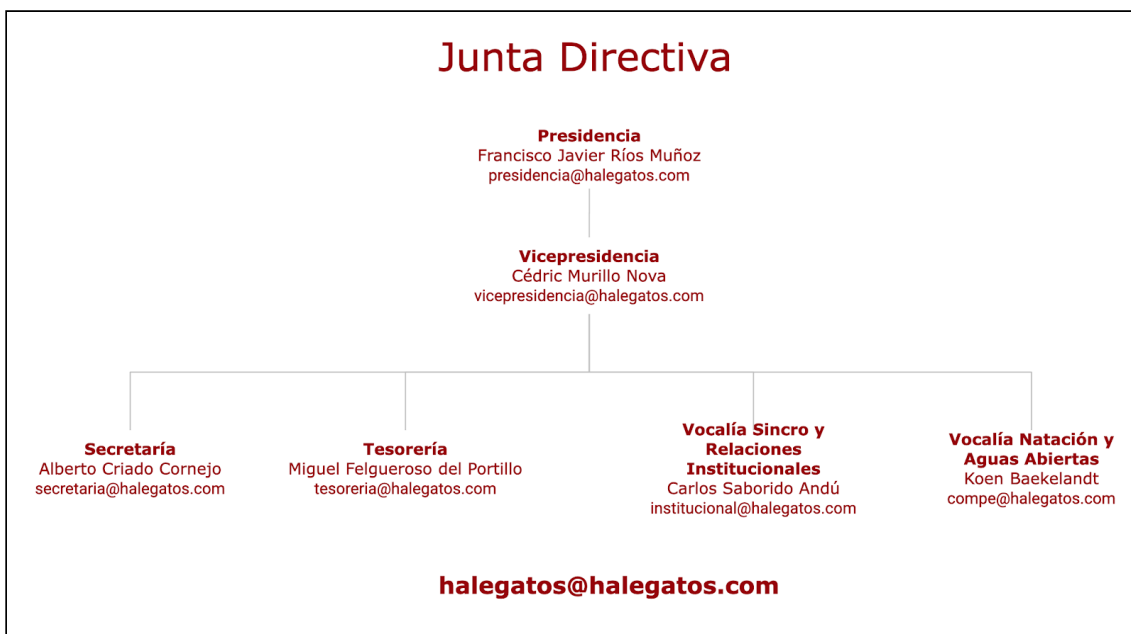 Junta Directiva
Presidencia
Francisco Javier Ríos Muñoz
presidencia@halegatos.com
Vicepresidencia
Cédric Murillo Nova
vicepresidencia@halegatos.com
Secretaría
Alberto Criado Cornejo
secretaria@halegatos.com
Tesorería
Miguel Felgueroso del Portillo
tesoreria@halegatos.com
Vocalía Sincro y
Relaciones
Institucionales
Carlos Saborido Andú
institucional@halegatos.com
Vocalía Natación y
Aguas Abiertas
Koen Baekelandt
compe@halegatos.com
halegatos@halegatos.com